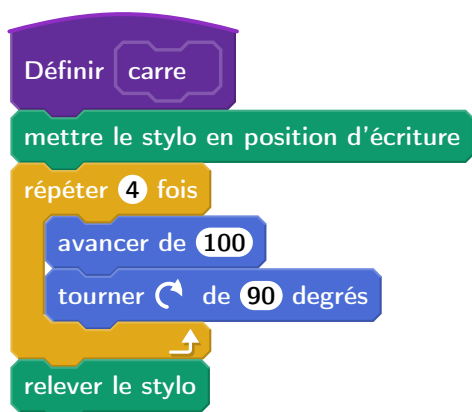 Définir carre
mettre le stylo en position d'écriture
répéter 4 fois
avancer de 100
tourner de 90 degrés
relever le stylo